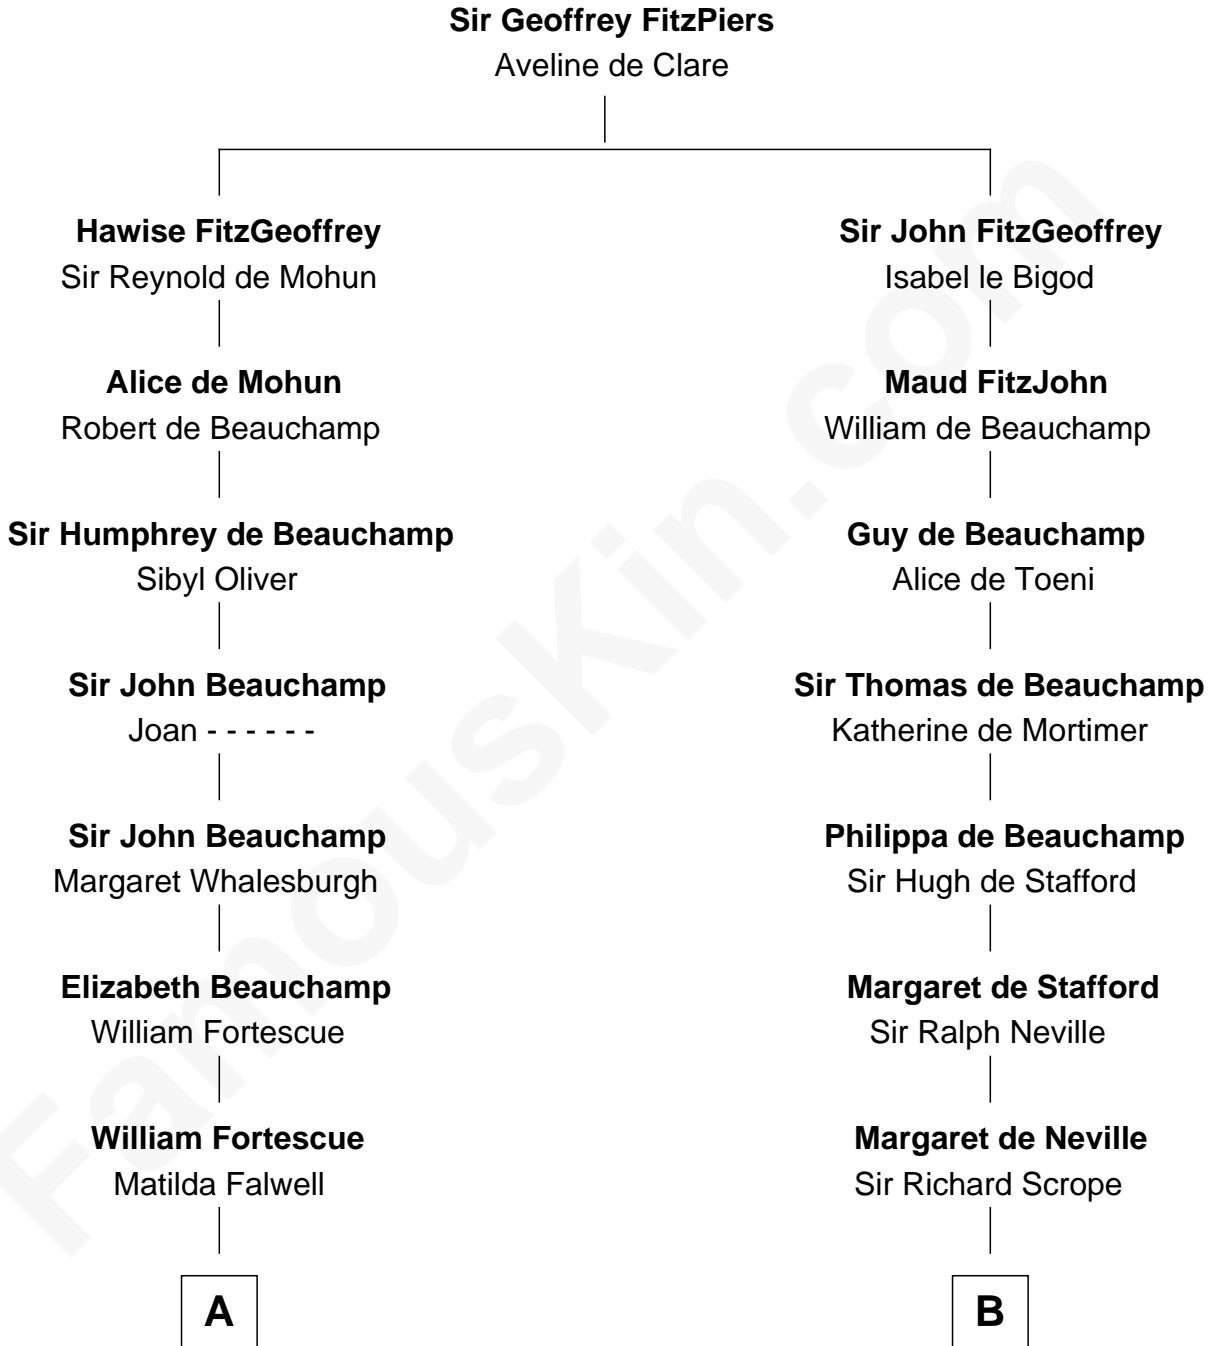 Sir Geoffrey FitzPiers
Aveline de Clare
Hawise FitzGeoffrey
Sir Reynold de Mohun
Alice de Mohun
Robert de Beauchamp
Sir Humphrey de Beauchamp
Sibyl Oliver
Sir John Beauchamp
Joan - - - - - -
Sir John Beauchamp
Margaret Whalesburgh
Elizabeth Beauchamp
William Fortescue
William Fortescue
Matilda Falwell
A
Sir John FitzGeoffrey
Isabel le Bigod
Maud FitzJohn
William de Beauchamp
Guy de Beauchamp
Alice de Toeni
Sir Thomas de Beauchamp
Katherine de Mortimer
Philippa de Beauchamp
Sir Hugh de Stafford
Margaret de Stafford
Sir Ralph Neville
Margaret de Neville
Sir Richard Scrope
B
FamousKin.com